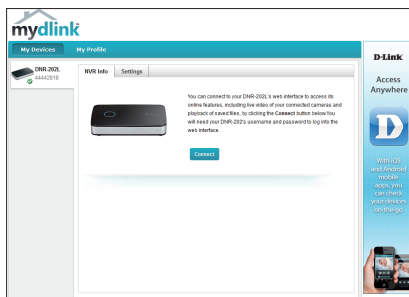 mydlink
My Devices
My Profile
DNR-202L
44442818
NVR Info
Settings
You can connect to your DNR-202L's web interface to access its
online features, including live video of your connected cameras and
playback of saved files, by clicking the Connect button below.You
will need your DNR-202's username and password to log into the
web interface.
Connect
D-Link
Access
Anywhere
D
With iOS
and Android
mobile
apps, you
can check
your devices
on-the-go